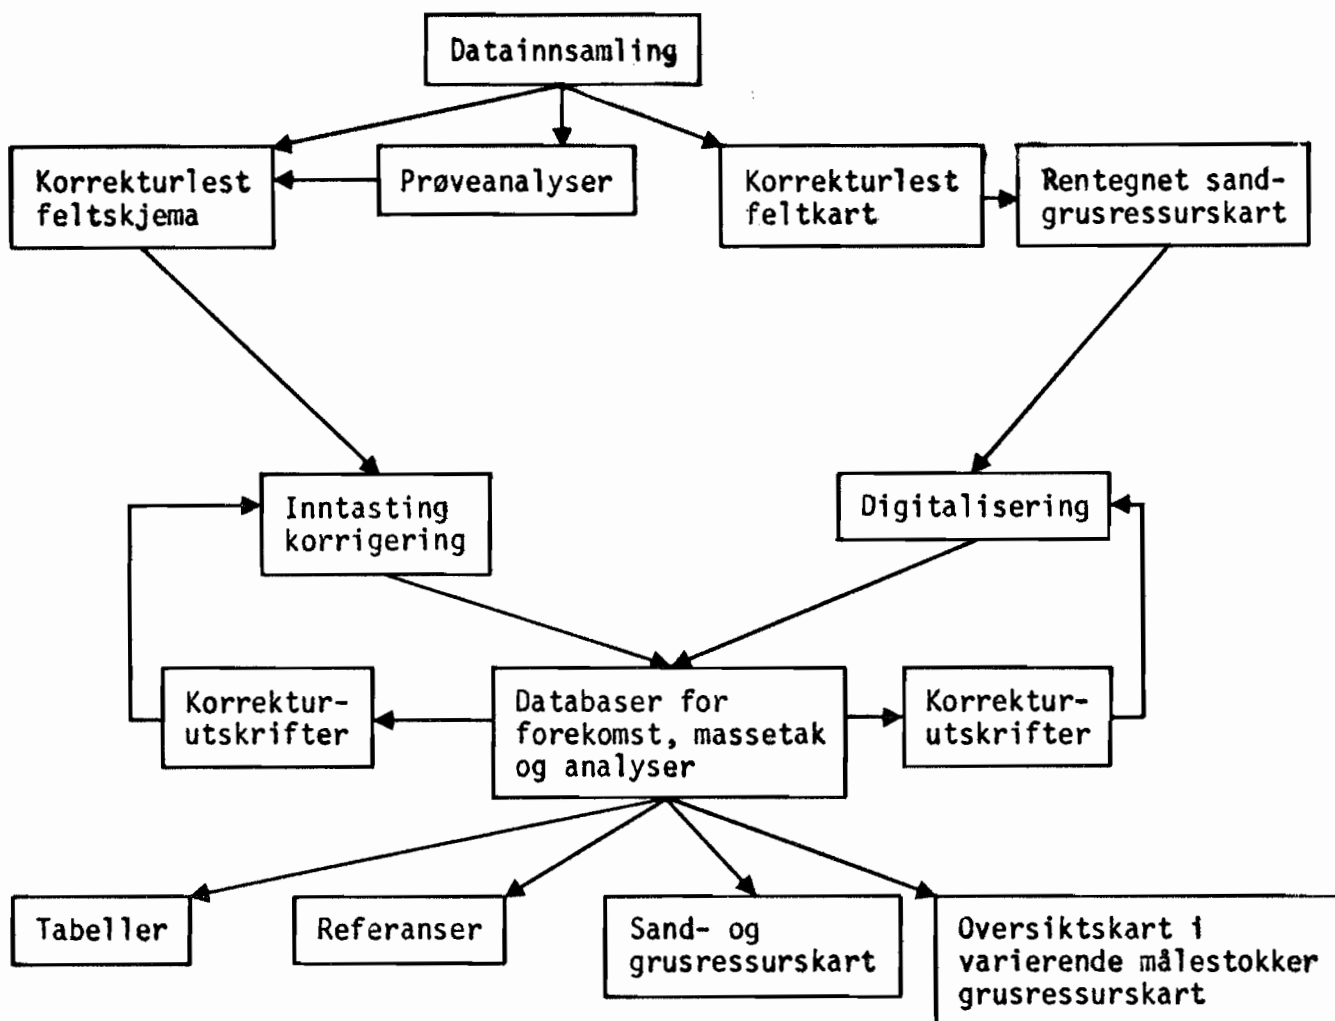 Datainnsamling
Korrekturlest
feltskjema
Prøveanalyser
Korrekturlest
feltkart
Rentegnet sand-
grusressurskart
Inntasting
korrigering
Digitalisering
Korrektur-
utskrifter
Databaser for
forekomst, massetak
og analyser
Korrektur-
utskrifter
Tabeller
Referanser
Sand- og
grusressurskart
Oversiktskart i
varierende målestokker
grusressurskart